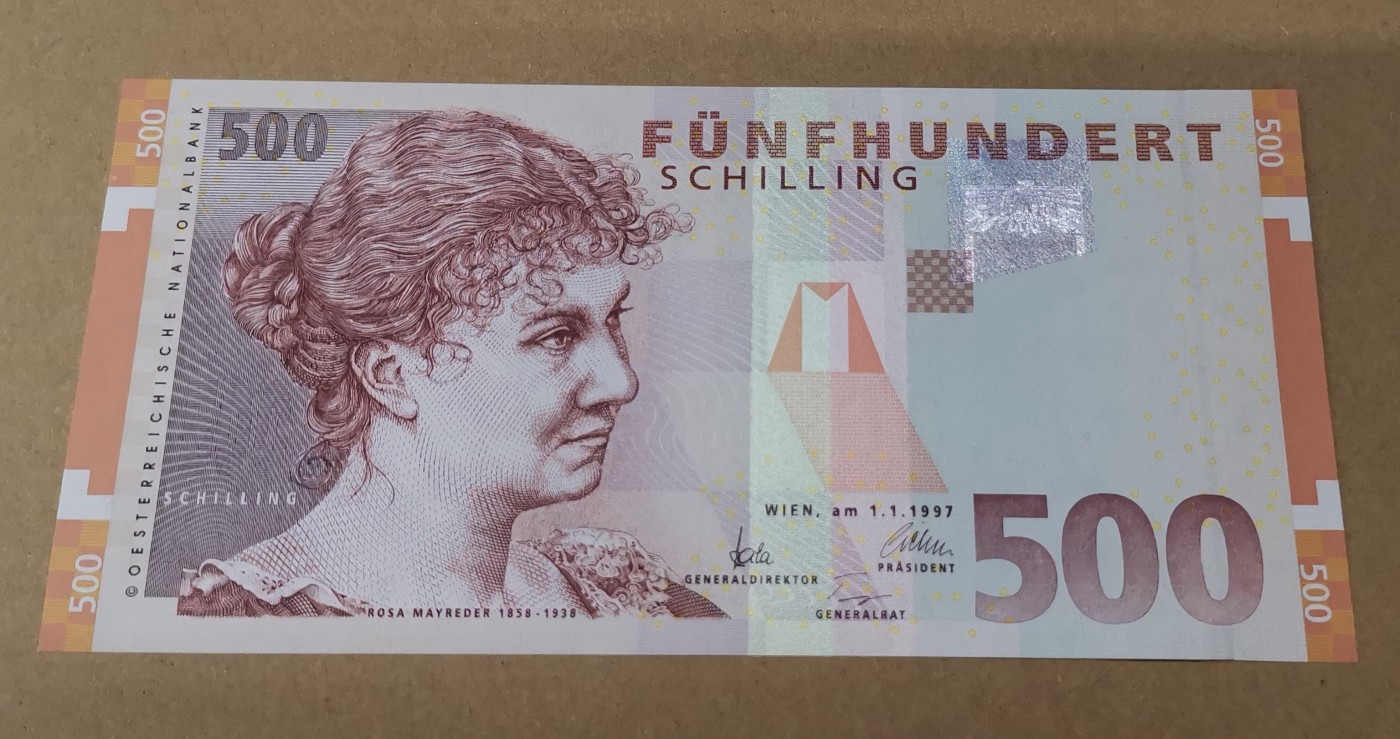 500
500
FÜNFHUNDERT
SCHILLING
500
© OESTERREICHISCHE NATIONALBANK
SCHILLING
WIEN, am 1.1.1997
GENERALDIREKTOR
PRÄSIDENT
GENERALRAT
ROSA MAYREDER 1858-1938
500
500
500